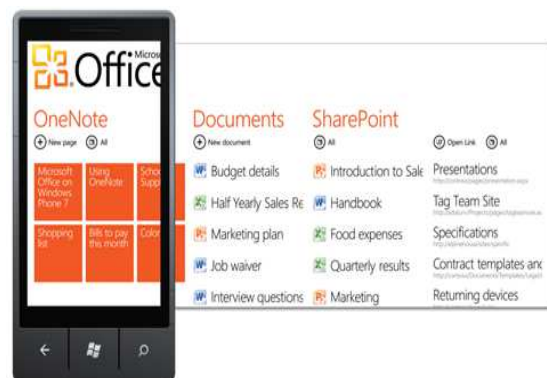 Microso
Office
OneNote
New page All
Microsoft
Office on
Windows
Phone 7
Using
OneNote
Schoo
Suppl
Shopping
list
Bills to pay
this month
Color
Documents
New document
Budget details
Half Yearly Sales Re
Marketing plan
Job waiver
Interview questions
SharePoint
All
Introduction to Sale
Handbook
Food expenses
Quarterly results
Marketing
Open Link All
Presentations
Tag Team Site
Specifications
Contract templates and
Returning devices